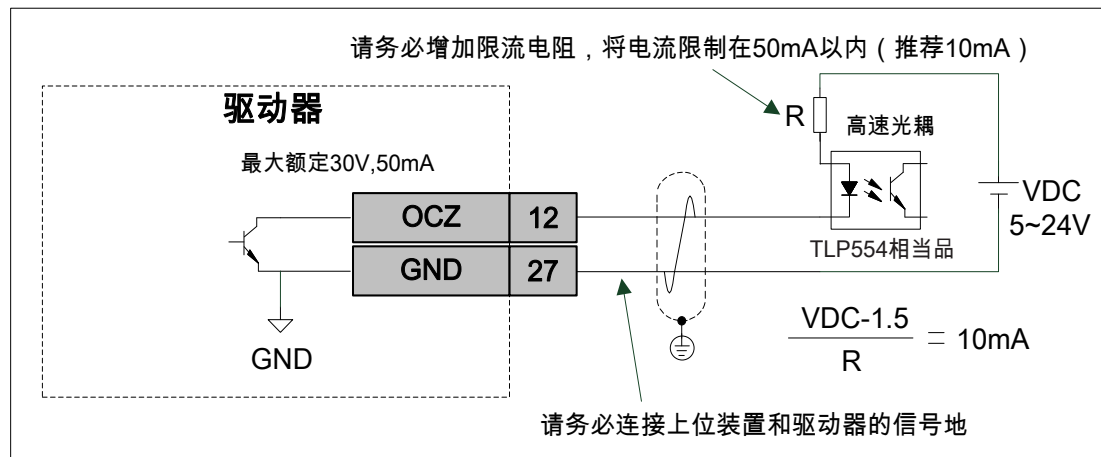 请务必增加限流电阻，将电流限制在50mA以内（推荐10mA）
驱动器
R
高速光耦
最大额定30V,50mA
OCZ 12
VDC
5~24V
TLP554相当品
GND 27
VDC-1.5
R
= 10mA
GND
请务必连接上位装置和驱动器的信号地